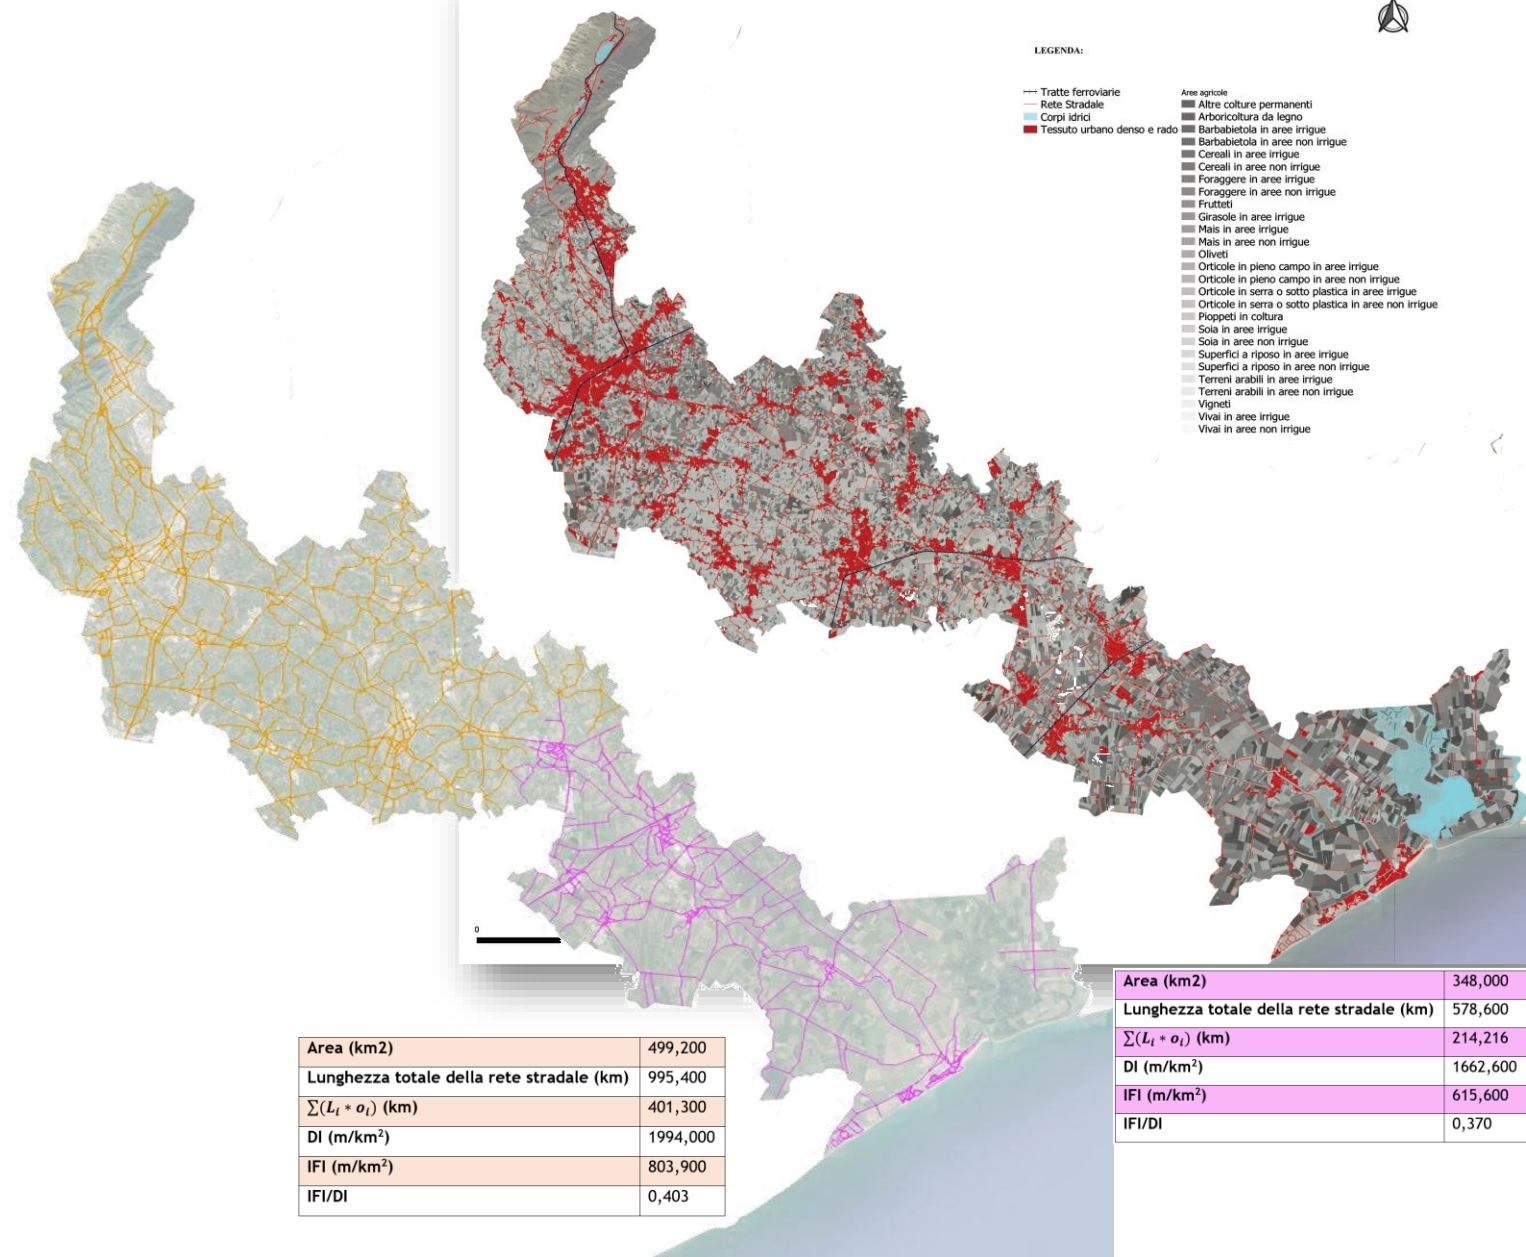 LEGENDA:
Tratte ferroviarie
Rete Stradale
Corpi idrici
Tessuto urbano denso e rado
Aree agricole
Altre colture permanenti
Arboricoltura da legno
Barbabietola in aree irrigue
Barbabietola in aree non irrigue
Cereali in aree irrigue
Cereali in aree non irrigue
Foraggere in aree irrigue
Foraggere in aree non irrigue
Frutteti
Girasole in aree irrigue
Mais in aree irrigue
Mais in aree non irrigue
Oliveti
Orticole in pieno campo in aree irrigue
Orticole in pieno campo in aree non irrigue
Orticole in serra o sotto plastica in aree irrigue
Orticole in serra o sotto plastica in aree non irrigue
Pioppeti in coltura
Soia in aree irrigue
Soia in aree non irrigue
Superfici a riposo in aree irrigue
Superfici a riposo in aree non irrigue
Terreni arabili in aree irrigue
Terreni arabili in aree non irrigue
Vigneti
Vivai in aree irrigue
Vivai in aree non irrigue
0
Area (km2) 499,200
Lunghezza totale della rete stradale (km) 995,400
∑(Lᵢ * oᵢ) (km) 401,300
DI (m/km²) 1994,000
IFI (m/km²) 803,900
IFI/DI 0,403
Area (km2) 348,000
Lunghezza totale della rete stradale (km) 578,600
∑(Lᵢ * oᵢ) (km) 214,216
DI (m/km²) 1662,600
IFI (m/km²) 615,600
IFI/DI 0,370